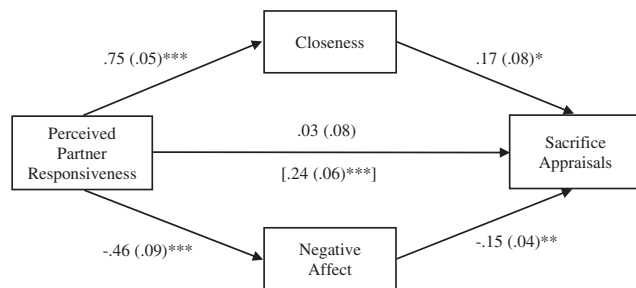 Closeness
.75 (.05)***
.17 (.08)*
Perceived
Partner
Responsiveness
.03 (.08)
[.24 (.06)***]
Sacrifice
Appraisals
-.46 (.09)***
Negative
Affect
-.15 (.04)**